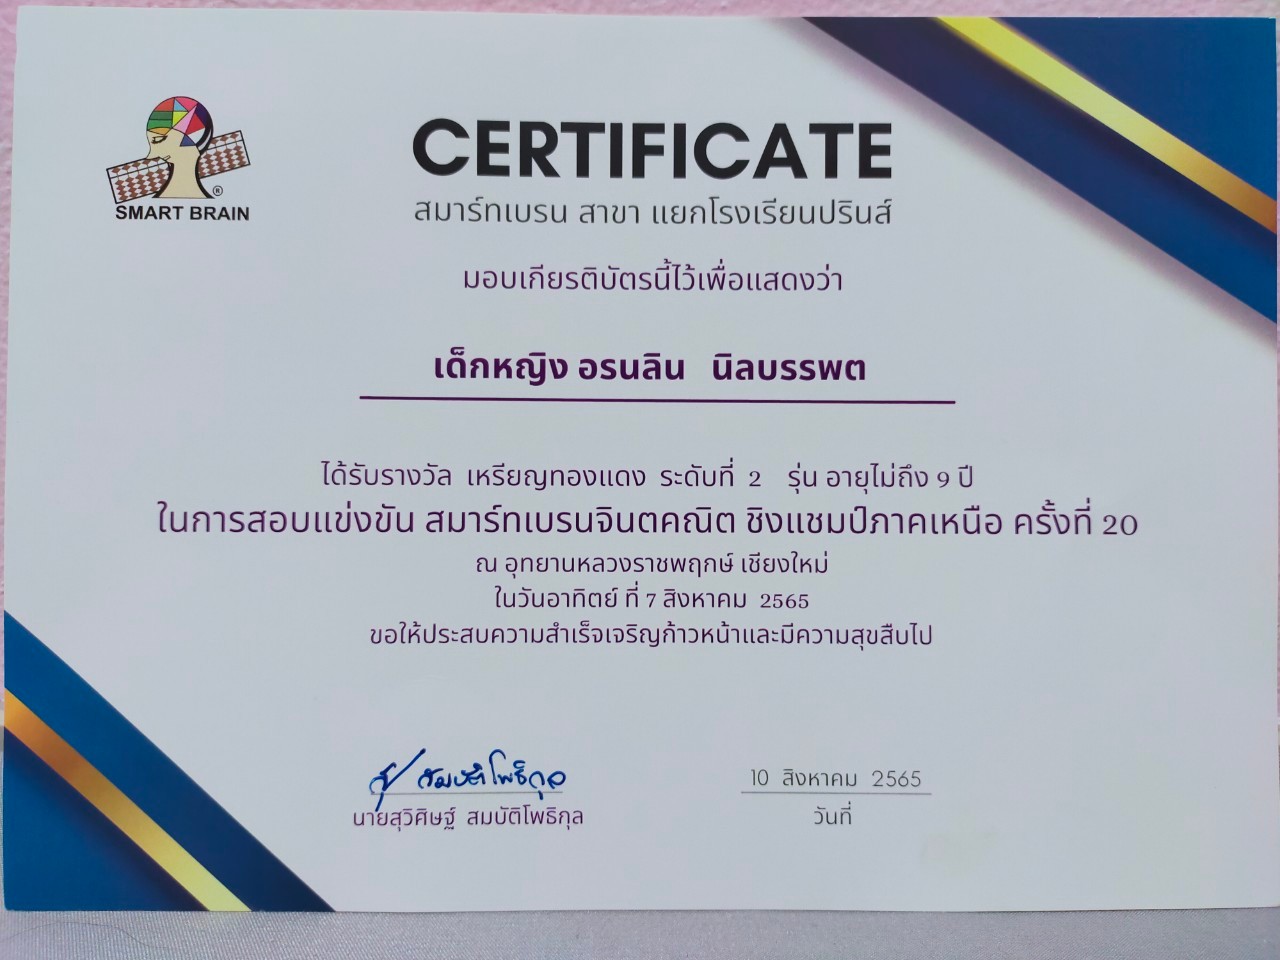 CERTIFICATE
® SMART BRAIN
สมาร์ทเบรน สาขา แยกโรงเรียนปรินส์
มอบเกียรติบัตรนี้ไว้เพื่อแสดงว่า
เด็กหญิง อรนลิน นิลบรรพต
ได้รับรางวัล เหรียญทองแดง ระดับที่ 2 รุ่น อายุไม่ถึง 9 ปี
ในการสอบแข่งขัน สมาร์ทเบรนจินตคณิต ชิงแชมป์ภาคเหนือ ครั้งที่ 20
ณ อุทยานหลวงราชพฤกษ์ เชียงใหม่
ในวันอาทิตย์ ที่ 7 สิงหาคม 2565
ขอให้ประสบความสำเร็จเจริญก้าวหน้าและมีความสุขสืบไป
สมบัติโพธิกุล
10 สิงหาคม 2565
นายสุวิศิษฐ์ สมบัติโพธิกุล
วันที่